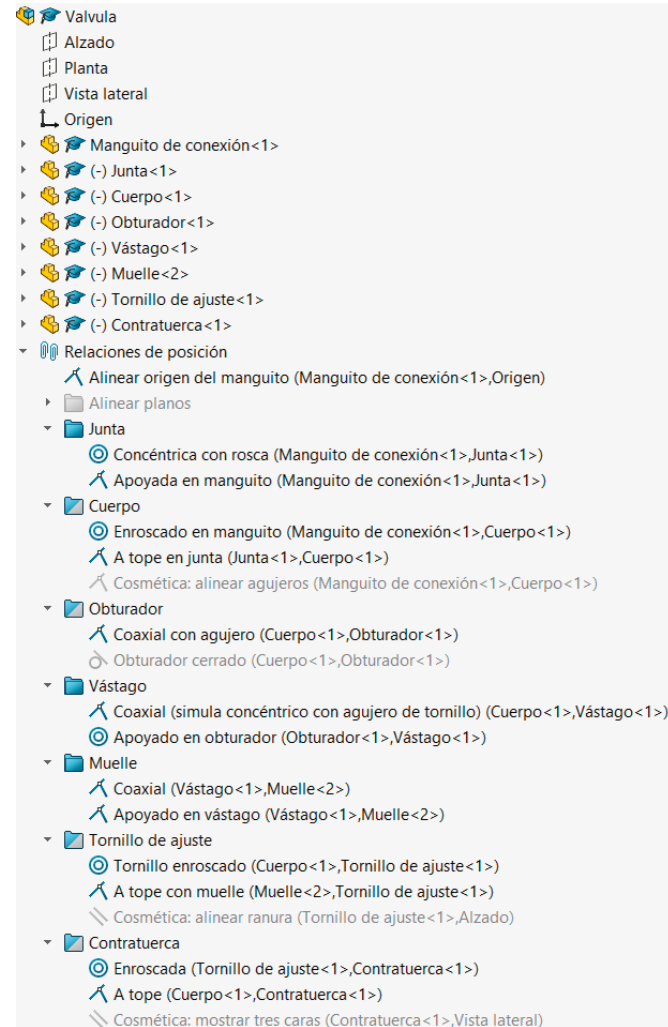 Valvula
Alzado
Planta
Vista lateral
Origen
Manguito de conexión<1>
(-) Junta<1>
(-) Cuerpo<1>
(-) Obturador<1>
(-) Vástago<1>
(-) Muelle<2>
(-) Tornillo de ajuste<1>
(-) Contratuerca<1>
Relaciones de posición
Alinear origen del manguito (Manguito de conexión<1>,Origen)
Alinear planos
Junta
Concéntrica con rosca (Manguito de conexión<1>,Junta<1>)
Apoyada en manguito (Manguito de conexión<1>,Junta<1>)
Cuerpo
Enroscado en manguito (Manguito de conexión<1>,Cuerpo<1>)
A tope en junta (Junta<1>,Cuerpo<1>)
Cosmética: alinear agujeros (Manguito de conexión<1>,Cuerpo<1>)
Obturador
Coaxial con agujero (Cuerpo<1>,Obturador<1>)
Obturador cerrado (Cuerpo<1>,Obturador<1>)
Vástago
Coaxial (simula concéntrico con agujero de tornillo) (Cuerpo<1>,Vástago<1>)
Apoyado en obturador (Obturador<1>,Vástago<1>)
Muelle
Coaxial (Vástago<1>,Muelle<2>)
Apoyado en vástago (Vástago<1>,Muelle<2>)
Tornillo de ajuste
Tornillo enroscado (Cuerpo<1>,Tornillo de ajuste<1>)
A tope con muelle (Muelle<2>,Tornillo de ajuste<1>)
Cosmética: alinear ranura (Tornillo de ajuste<1>,Alzado)
Contratuerca
Enroscada (Tornillo de ajuste<1>,Contratuerca<1>)
A tope (Cuerpo<1>,Contratuerca<1>)
Cosmética: mostrar tres caras (Contratuerca<1>,Vista lateral)